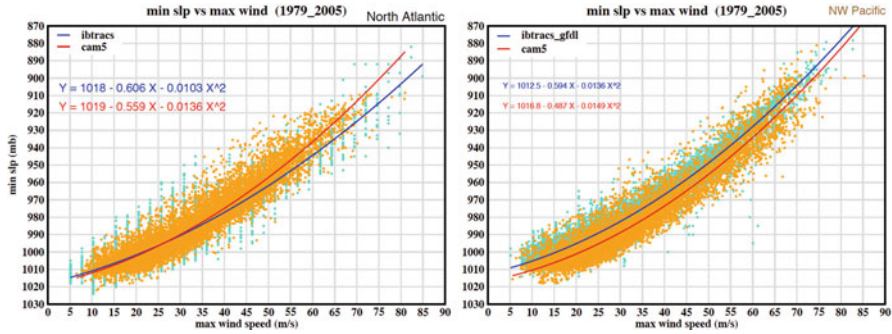 min slp vs max wind (1979_2005)
North Atlantic
870
880
890
900
910
920
930
940
950
960
970
980
990
1000
1010
1020
1030
min slp (mb)
ibtracs
cam5
Y = 1018 - 0.606 X - 0.0103 X^2
Y = 1019 - 0.559 X - 0.0136 X^2
0 5 10 15 20 25 30 35 40 45 50 55 60 65 70 75 80 85 90
max wind speed (m/s)
min slp vs max wind (1979_2005)
NW Pacific
870
880
890
900
910
920
930
940
950
960
970
980
990
1000
1010
1020
1030
ibtracs_gfdl
cam5
Y = 1012.5 - 0.594 X - 0.0136 X^2
Y = 1016.8 - 0.487 X - 0.0149 X^2
0 5 10 15 20 25 30 35 40 45 50 55 60 65 70 75 80 85 90
max wind speed (m/s)